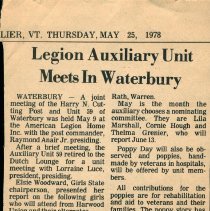 LIER, VT. THURSDAY, MAY 25, 1978
Legion Auxiliary Unit
Meets In Waterbury
WATERBURY — A joint
meeting of the Harry N. Cut-
ting Post and Unit 59 of
Waterbury was held May 9 at
the American Legion Home
Inc. with the post commander,
Raymond Anair Jr. presiding.
After a brief meeting, the
Auxiliary Unit 59 retired to the
Dutch Lounge for a unit
meeting with Lorraine Luce,
president, presiding.
Elsie Woodward, Girls State
chairperson, presented her
report on the following girls
who will attend from Harwood
Union
Rath, Warren.
May is the month the
auxiliary chooses a nominating
committee. They are Lila
Marshall, Cornie Hough and
Thelma Grenier, who will
report June 13.
Poppy Day will also be ob-
served and poppies, hand-
made by veterans in hospitals,
will be offered by unit mem-
bers.
All contributions for the
poppies are for rehabilitation
and aid to veterans and their
families. The poppy story has